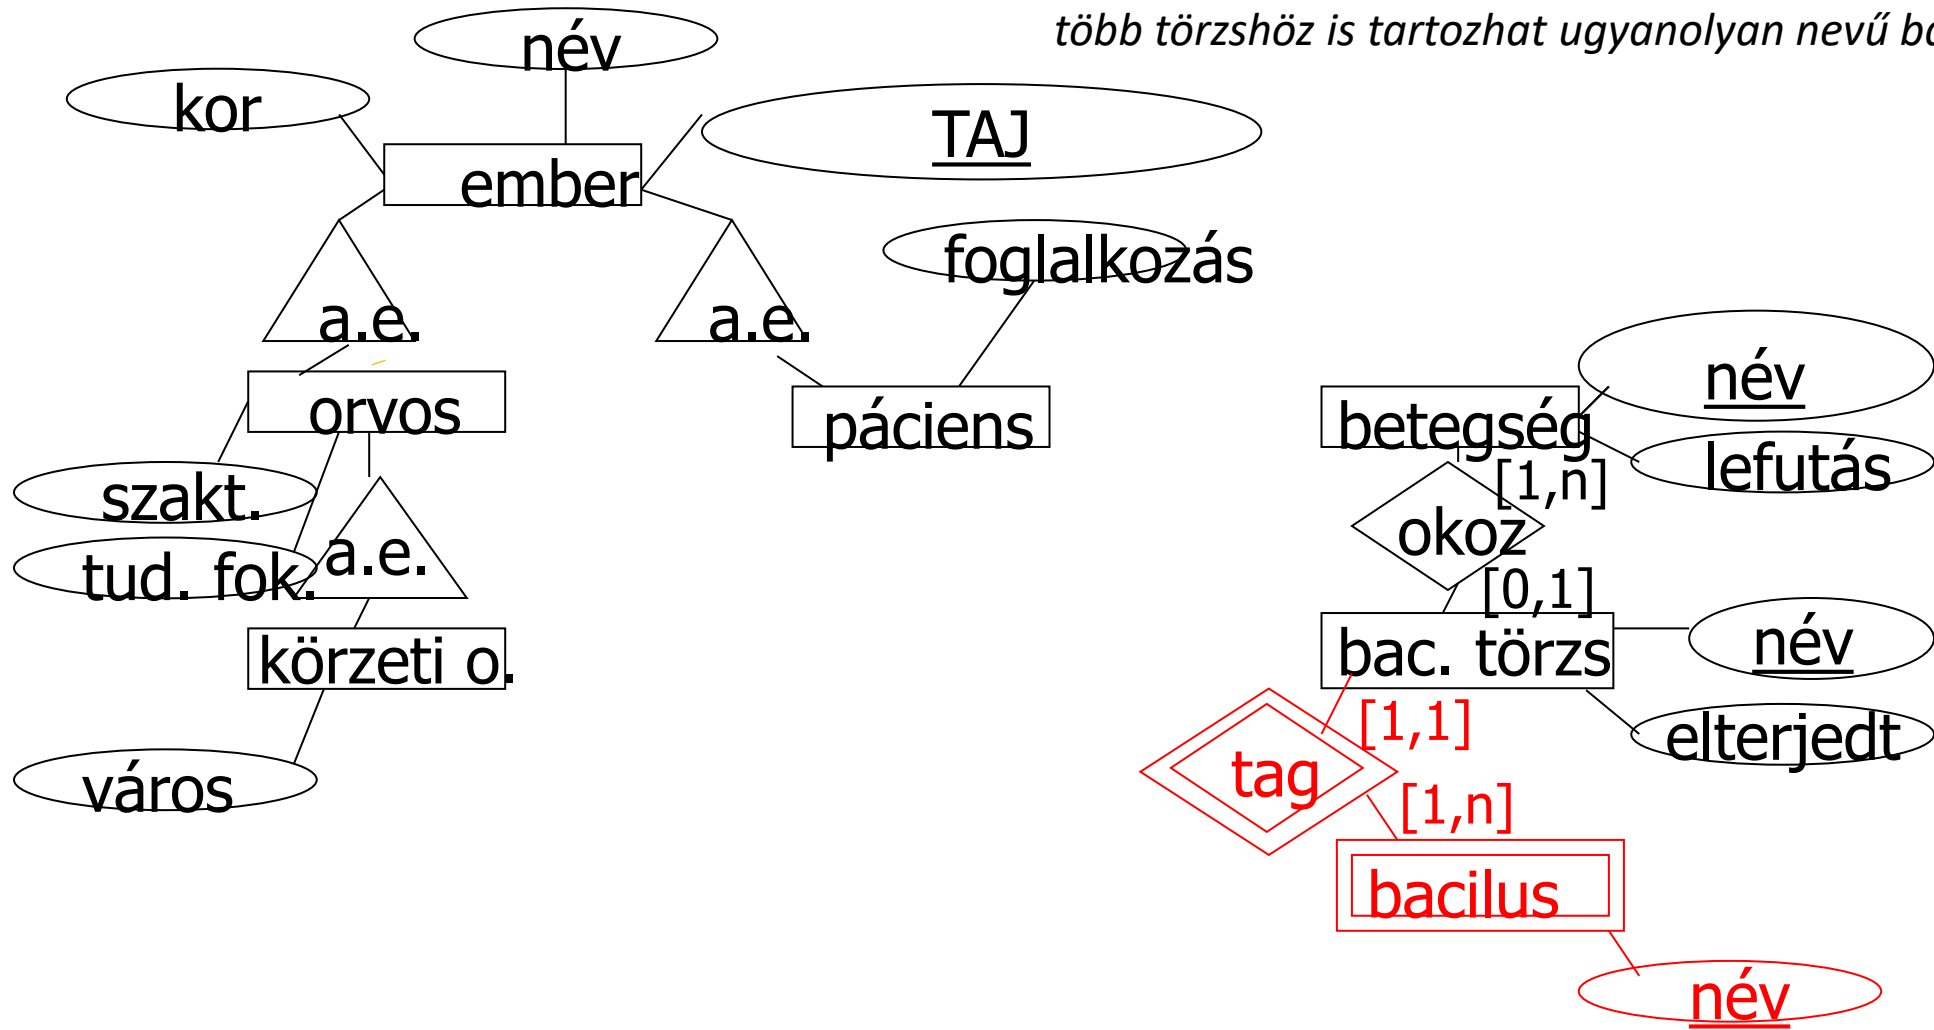 több törzshöz is tartozhat ugyanolyan nevű
név
kor
TAJ
ember
foglalkozás
a.e.
a.e.
név
orvos
páciens
betegség
lefutás
[1,n]
szakt.
okoz
a.e.
tud. fok.
[0,1]
név
körzeti o.
bac. törzs
[1,1]
elterjedt
tag
város
[1,n]
bacilus
név